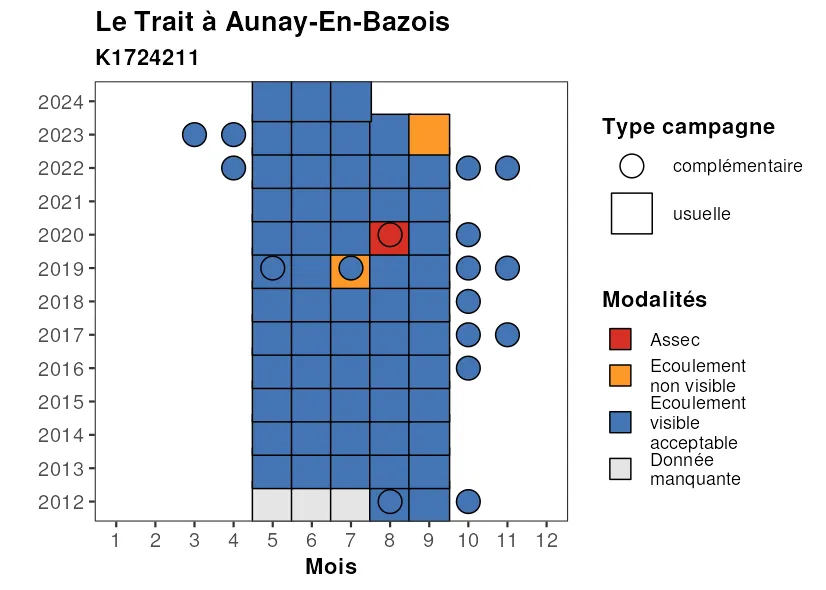 Le Trait à Aunay-En-Bazois
K1724211
2024
2023
2022
2021
2020
2019
2018
2017
2016
2015
2014
2013
2012
1 2 3 4 5 6 7 8 9 10 11 12
Mois
Type campagne
complémentaire
usuelle
Modalités
Assec
Ecoulement
non visible
Ecoulement
visible
acceptable
Donnée
manquante